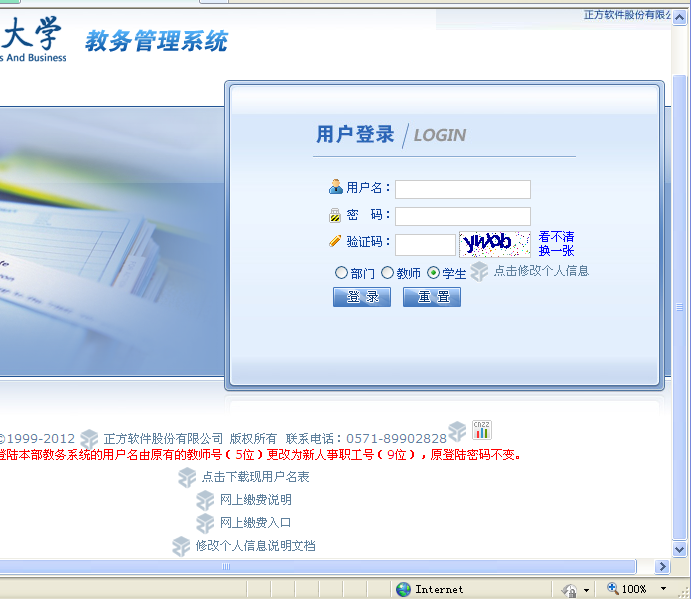 正方软件股份有限公
大学 教务管理系统
s And Business
用户登录 / LOGIN
用户名：
密 码：
验证码： 看不清
换一张
部门 教师 学生 点击修改个人信息
登 录 重 置
©1999-2012 正方软件股份有限公司 版权所有 联系电话：0571-89902828 CNZZ
登陆本部教务系统的用户名由原有的教师号（5位）更改为新人事职工号（9位），原登陆密码不变。
点击下载现用户名表
网上缴费说明
网上缴费入口
修改个人信息说明文档
Internet 100%